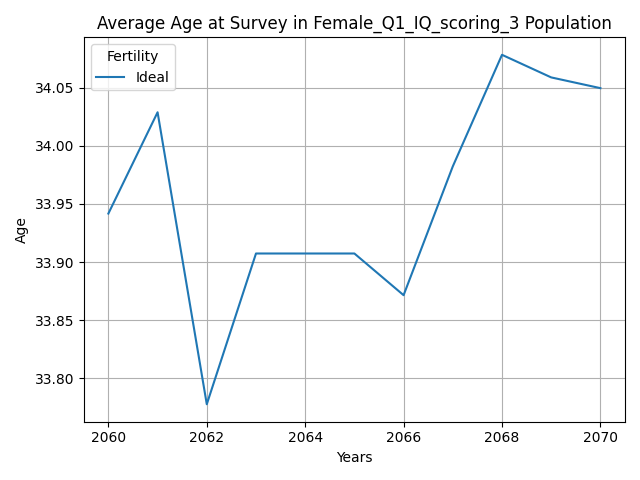 Average Age at Survey in Female_Q1_IQ_scoring_3 Population
Fertility
Ideal
Age
34.05
34.00
33.95
33.90
33.85
33.80
2060 2062 2064 2066 2068 2070
Years